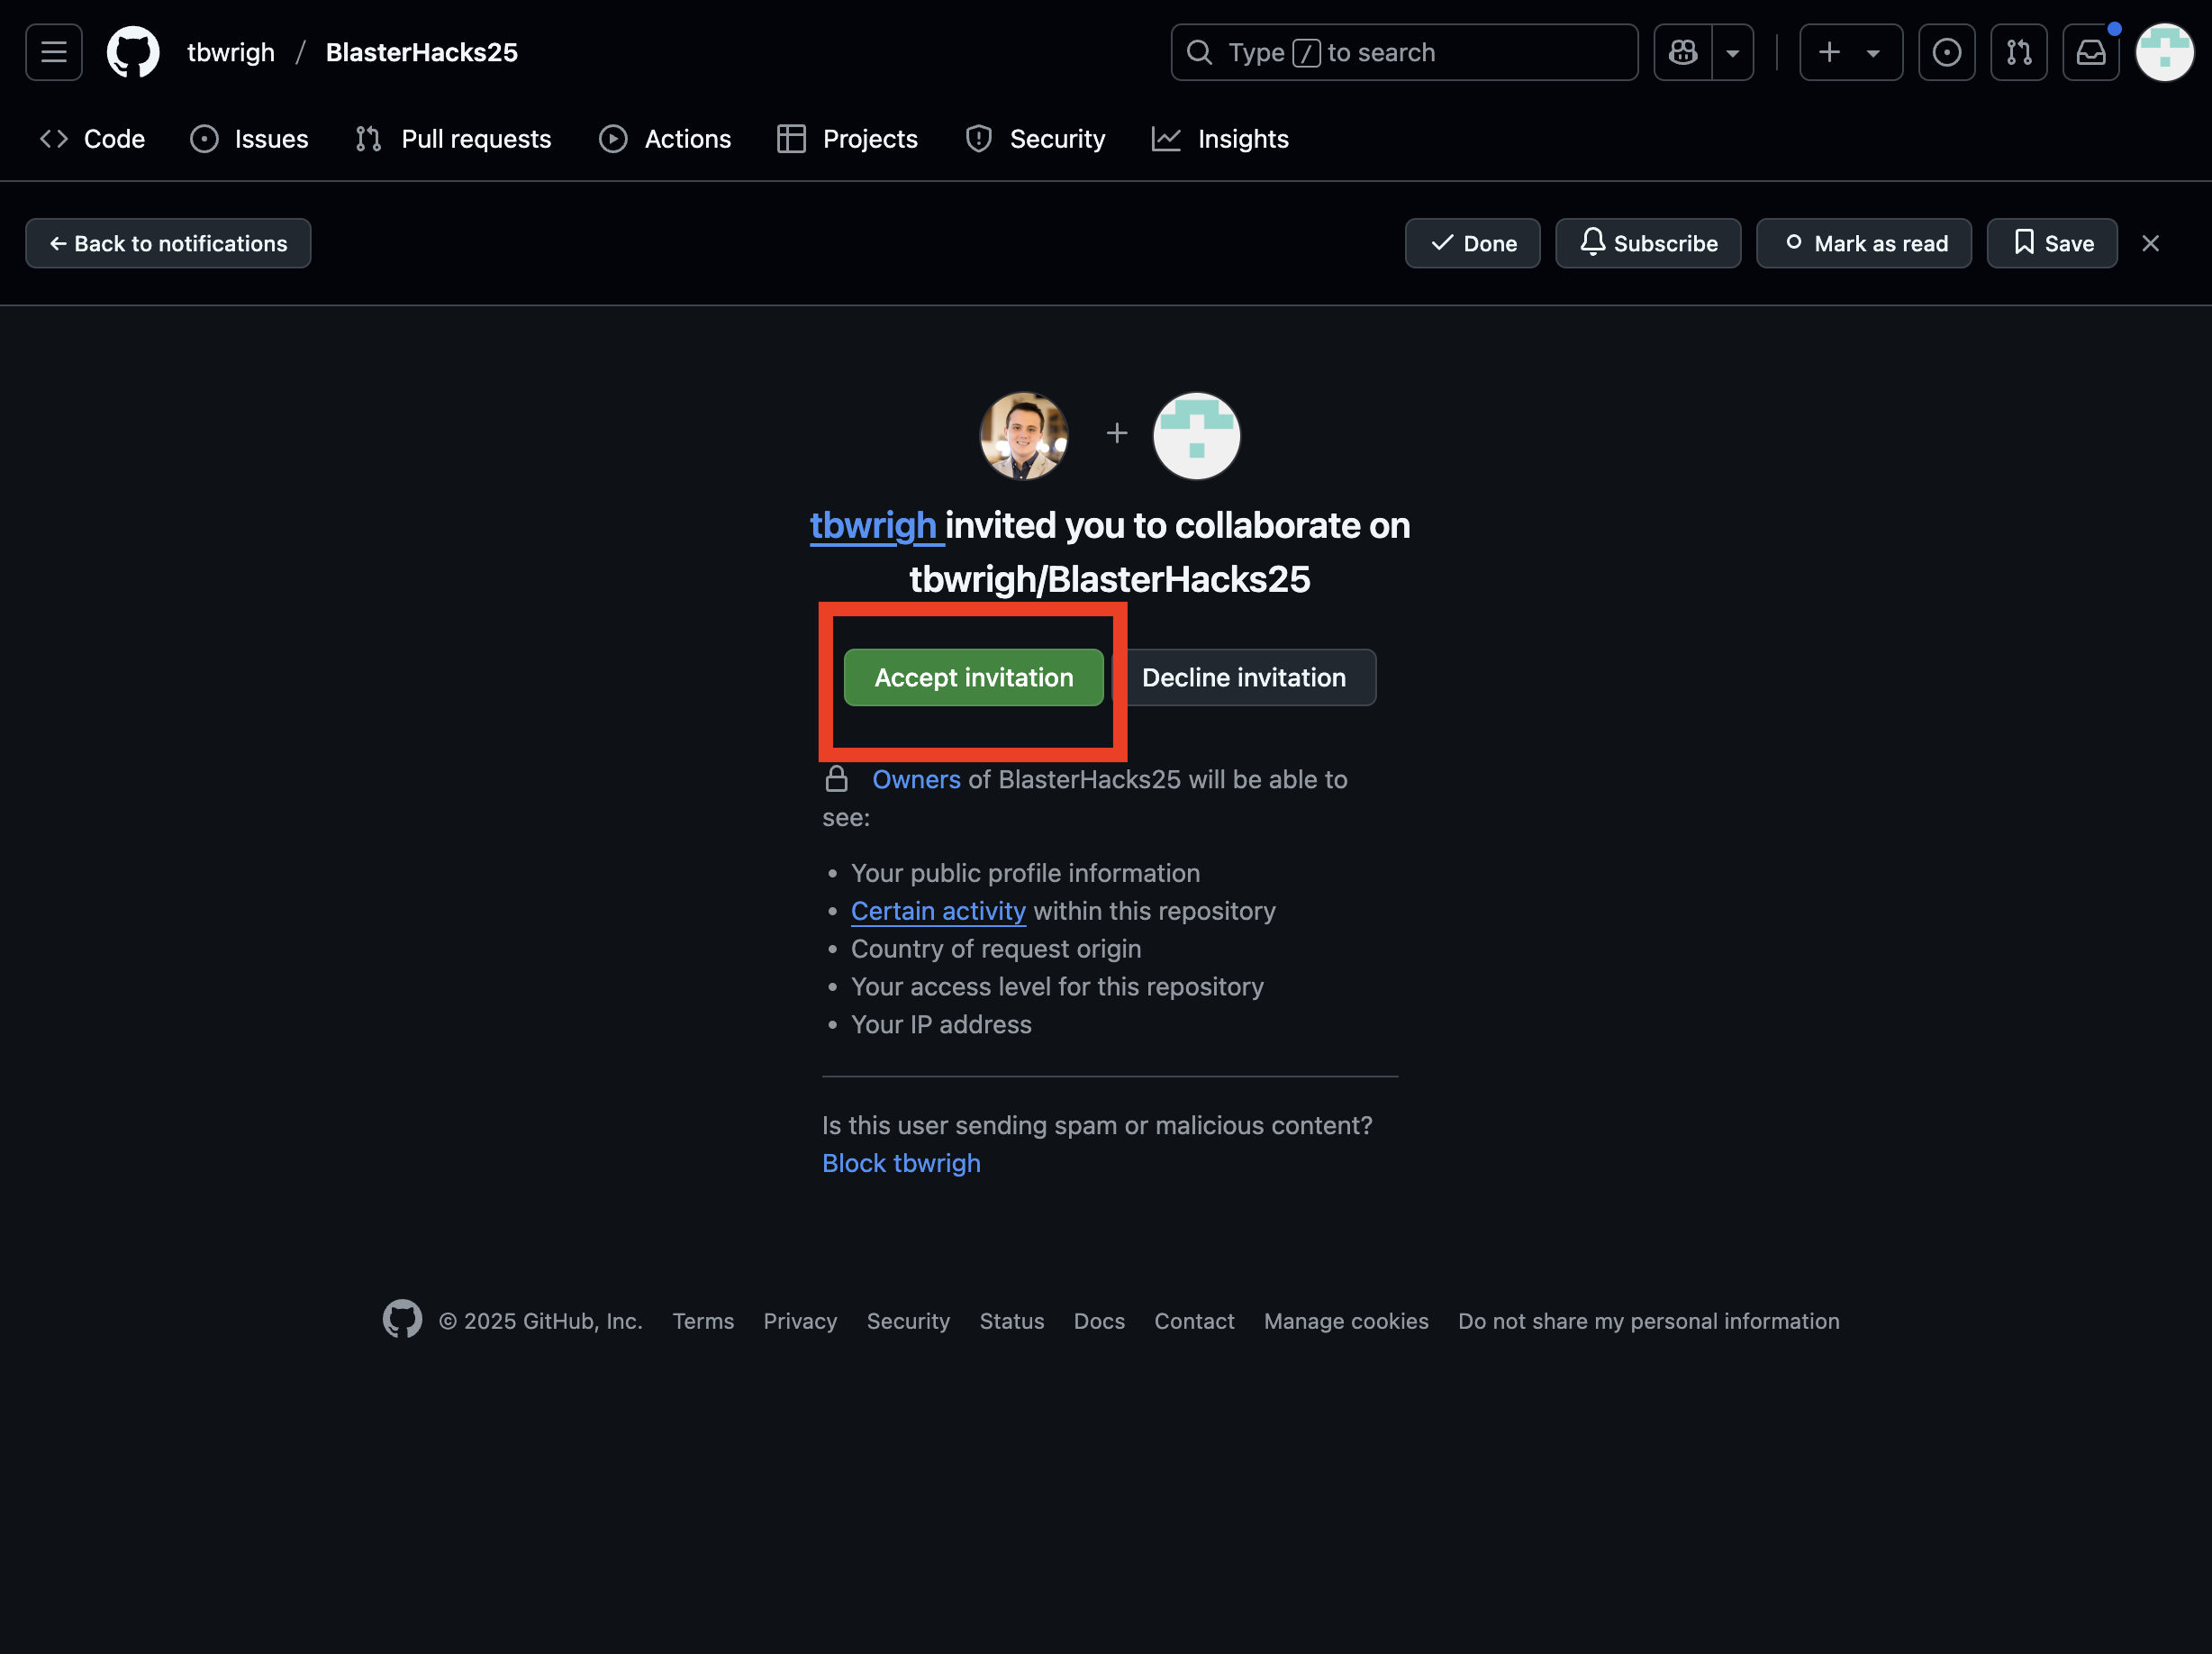 tbwrigh / BlasterHacks25
Type / to search
Code Issues Pull requests Actions Projects Security Insights
Back to notifications
Done Subscribe Mark as read Save
tbwrigh invited you to collaborate on
tbwrigh/BlasterHacks25
Accept invitation Decline invitation
Owners of BlasterHacks25 will be able to
see:
• Your public profile information
• Certain activity within this repository
• Country of request origin
• Your access level for this repository
• Your IP address
Is this user sending spam or malicious content?
Block tbwrigh
© 2025 GitHub, Inc. Terms Privacy Security Status Docs Contact Manage cookies Do not share my personal information